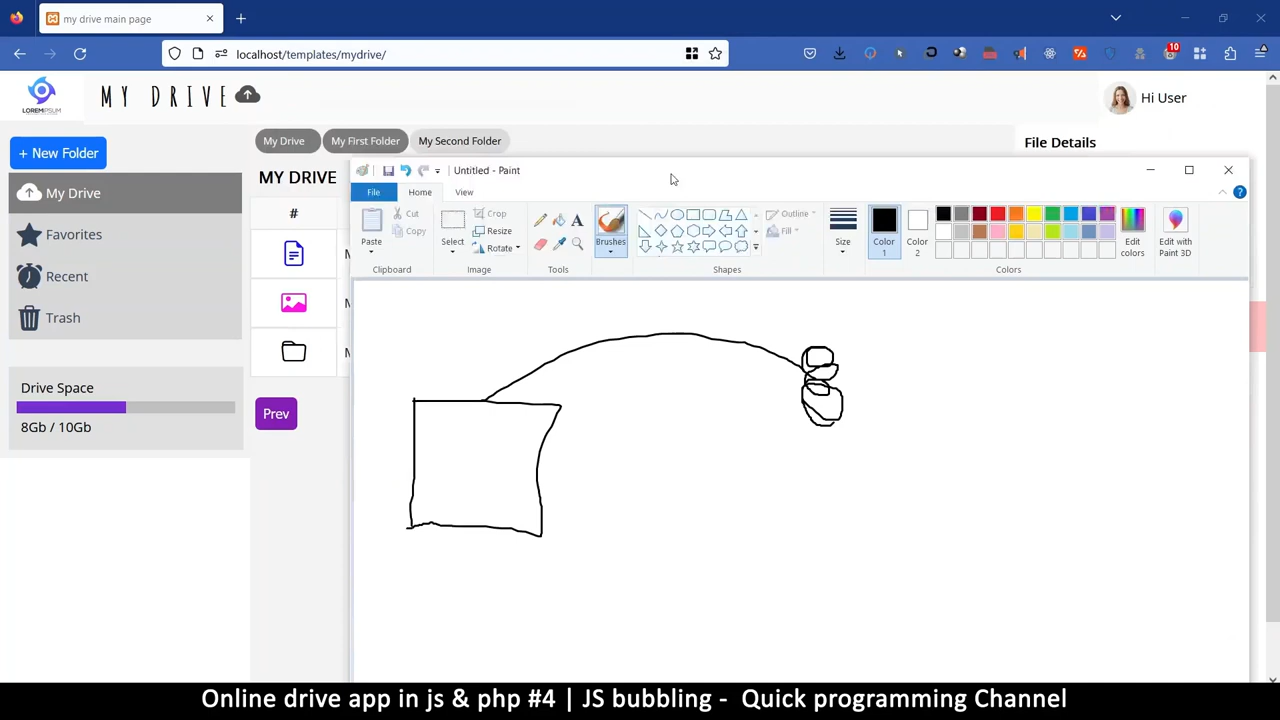 my drive main page
localhost/templates/mydrive/
10
LOREMIPSUM
MY DRIVE
Hi User
+ New Folder
My Drive
Favorites
Recent
Trash
Drive Space
8Gb / 10Gb
My Drive
My First Folder
My Second Folder
File Details
MY DRIVE
#
M
M
M
Prev
Untitled - Paint
File
Home
View
Paste
Cut
Copy
Clipboard
Select
Crop
Resize
Rotate
Image
A
Tools
Brushes
Outline
Fill
Shapes
Size
Color 1
Color 2
Edit colors
Colors
Edit with Paint 3D
Online drive app in js & php #4 | JS bubbling - Quick programming Channel